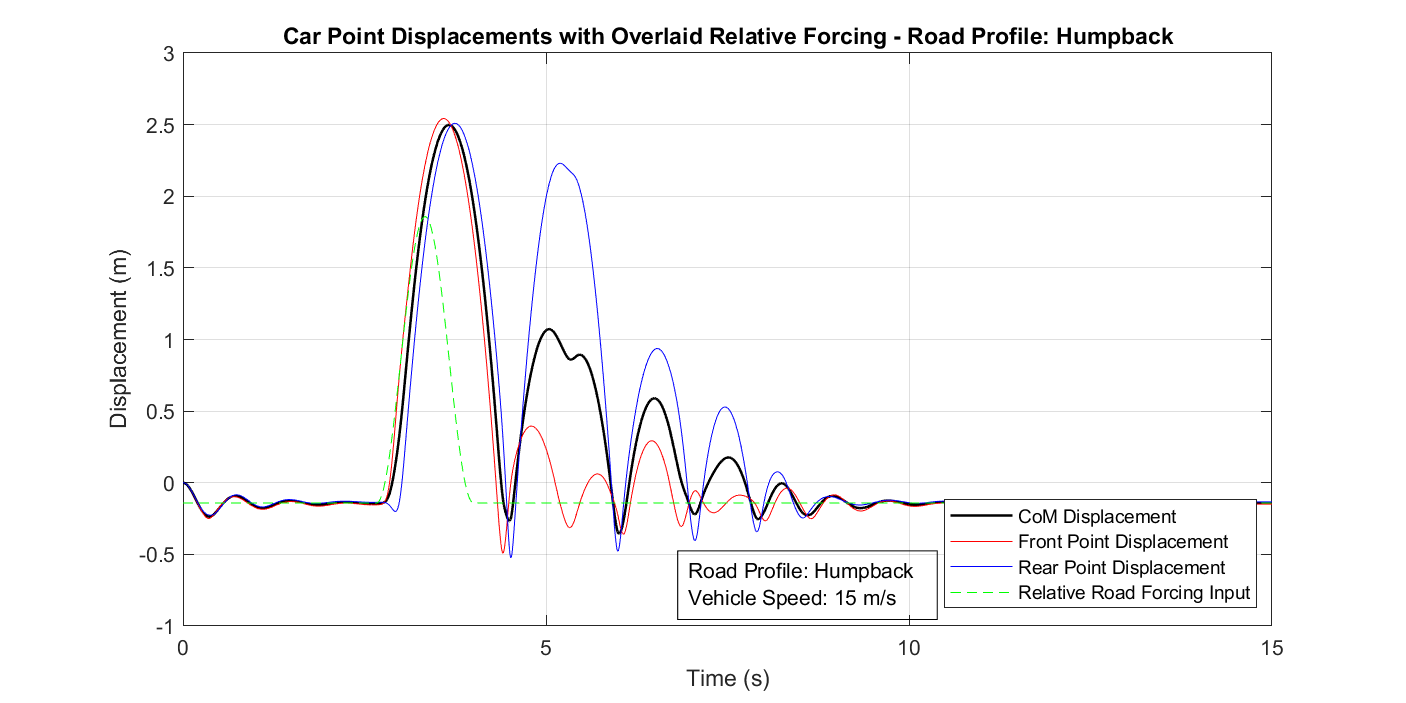 Car Point Displacements with Overlaid Relative Forcing - Road Profile: Humpback
3
2.5
2
1.5
1
0.5
0
-0.5
-1
Displacement (m)
0
5
10
15
Time (s)
Road Profile: Humpback
Vehicle Speed: 15 m/s
CoM Displacement
Front Point Displacement
Rear Point Displacement
Relative Road Forcing Input